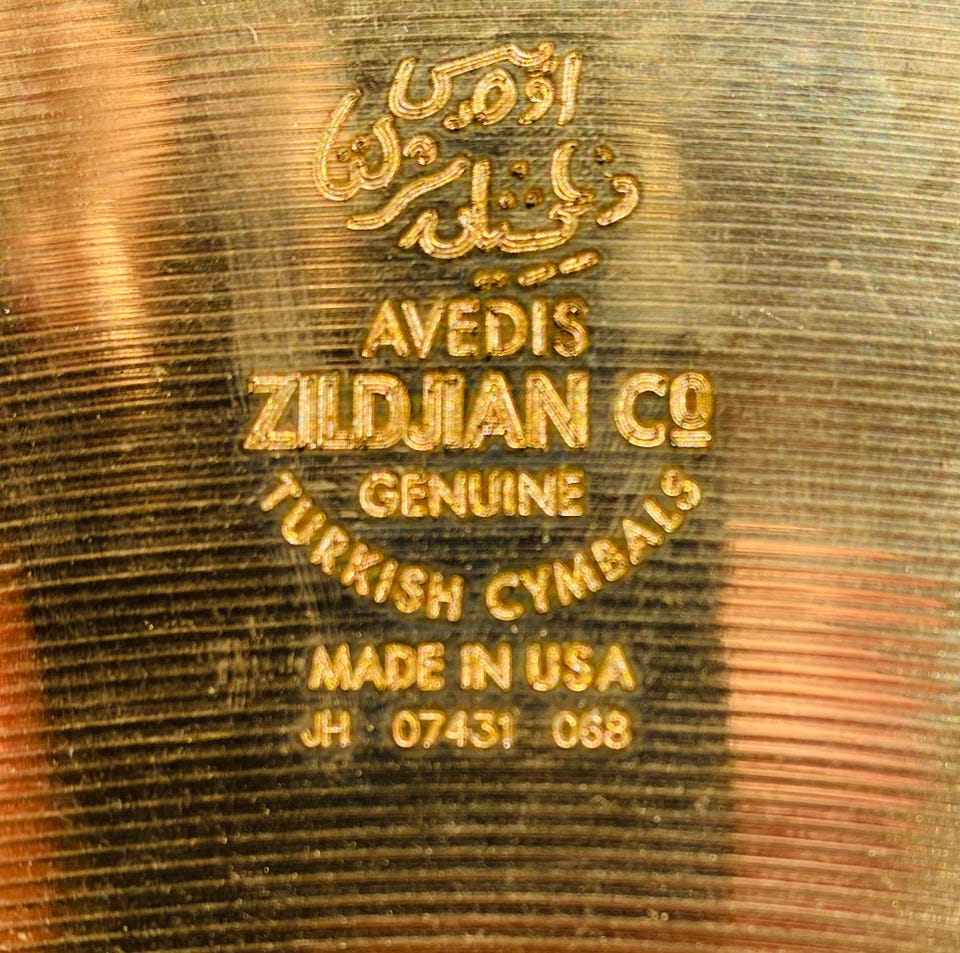 AVEDIS
ZILDJIAN Cº
GENUINE
TURKISH CYMBALS
MADE IN USA
JH 07431 068